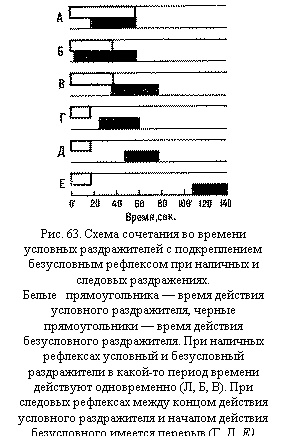 А
Б
В
Г
Д
Е
0 20 40 60 80 100 120 140
Время, сек.
Рис. 63. Схема сочетания во времени
условных раздражителей с подкреплением
безусловным рефлексом при наличных и
следовых раздражениях.
Белые прямоугольника — время действия
условного раздражителя, черные
прямоугольники — время действия
безусловного раздражителя. При наличных
рефлексах условный и безусловный
раздражители в какой-то период времени
действуют одновременно (Л, Б, В). При
следовых рефлексах между концом действия
условного раздражителя и началом действия
безусловного имеется перерыв (Г, Д, Е)